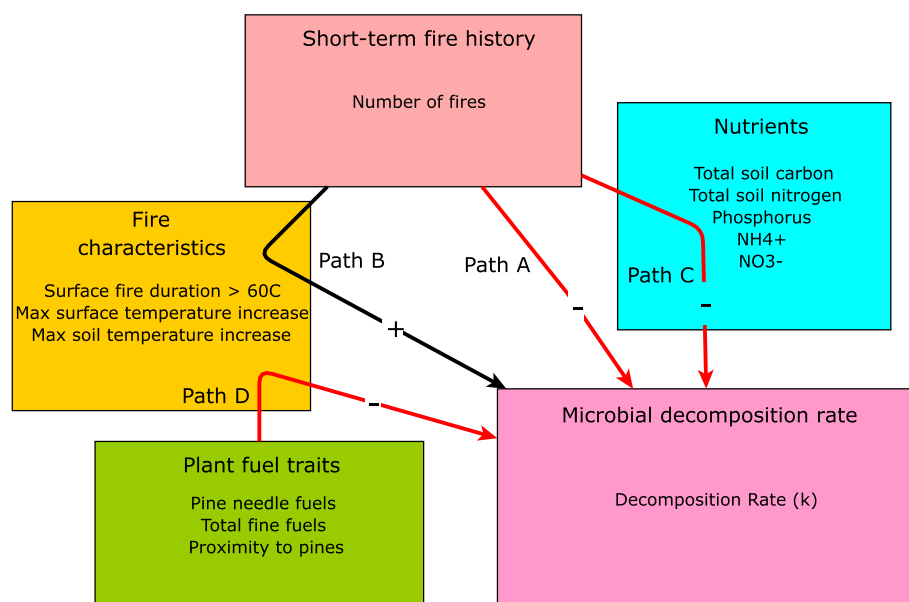 Short-term fire history
Number of fires
Nutrients
Total soil carbon
Total soil nitrogen
Phosphorus
NH4+
NO3-
Fire
characteristics
Surface fire duration > 60C
Max surface temperature increase
Max soil temperature increase
Path B
Path A
Path C
-
-
+
Path D
-
Microbial decomposition rate
Decomposition Rate (k)
Plant fuel traits
Pine needle fuels
Total fine fuels
Proximity to pines